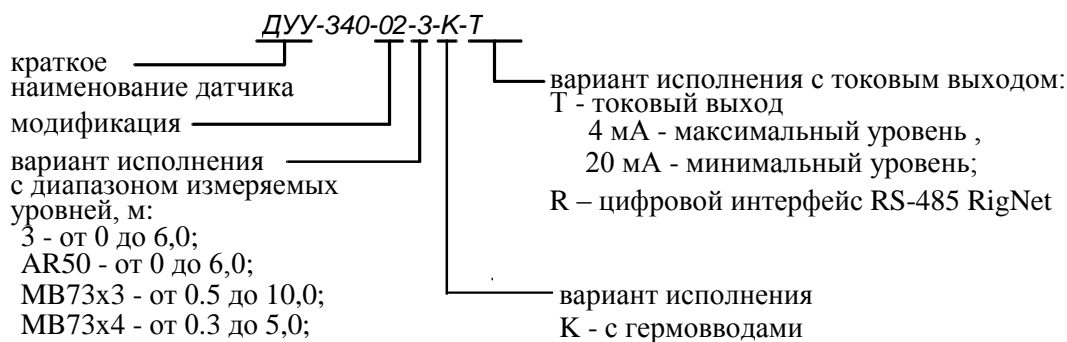 ДУУ-340-02-3-К-Т
краткое
наименование датчика
модификация
вариант исполнения
с диапазоном измеряемых
уровней, м:
3 - от 0 до 6,0;
AR50 - от 0 до 6,0;
MB73x3 - от 0.5 до 10,0;
MB73x4 - от 0.3 до 5,0;
вариант исполнения с токовым выходом:
Т - токовый выход
4 мА - максимальный уровень ,
20 мА - минимальный уровень;
R – цифровой интерфейс RS-485 RigNet
вариант исполнения
К - с гермовводами